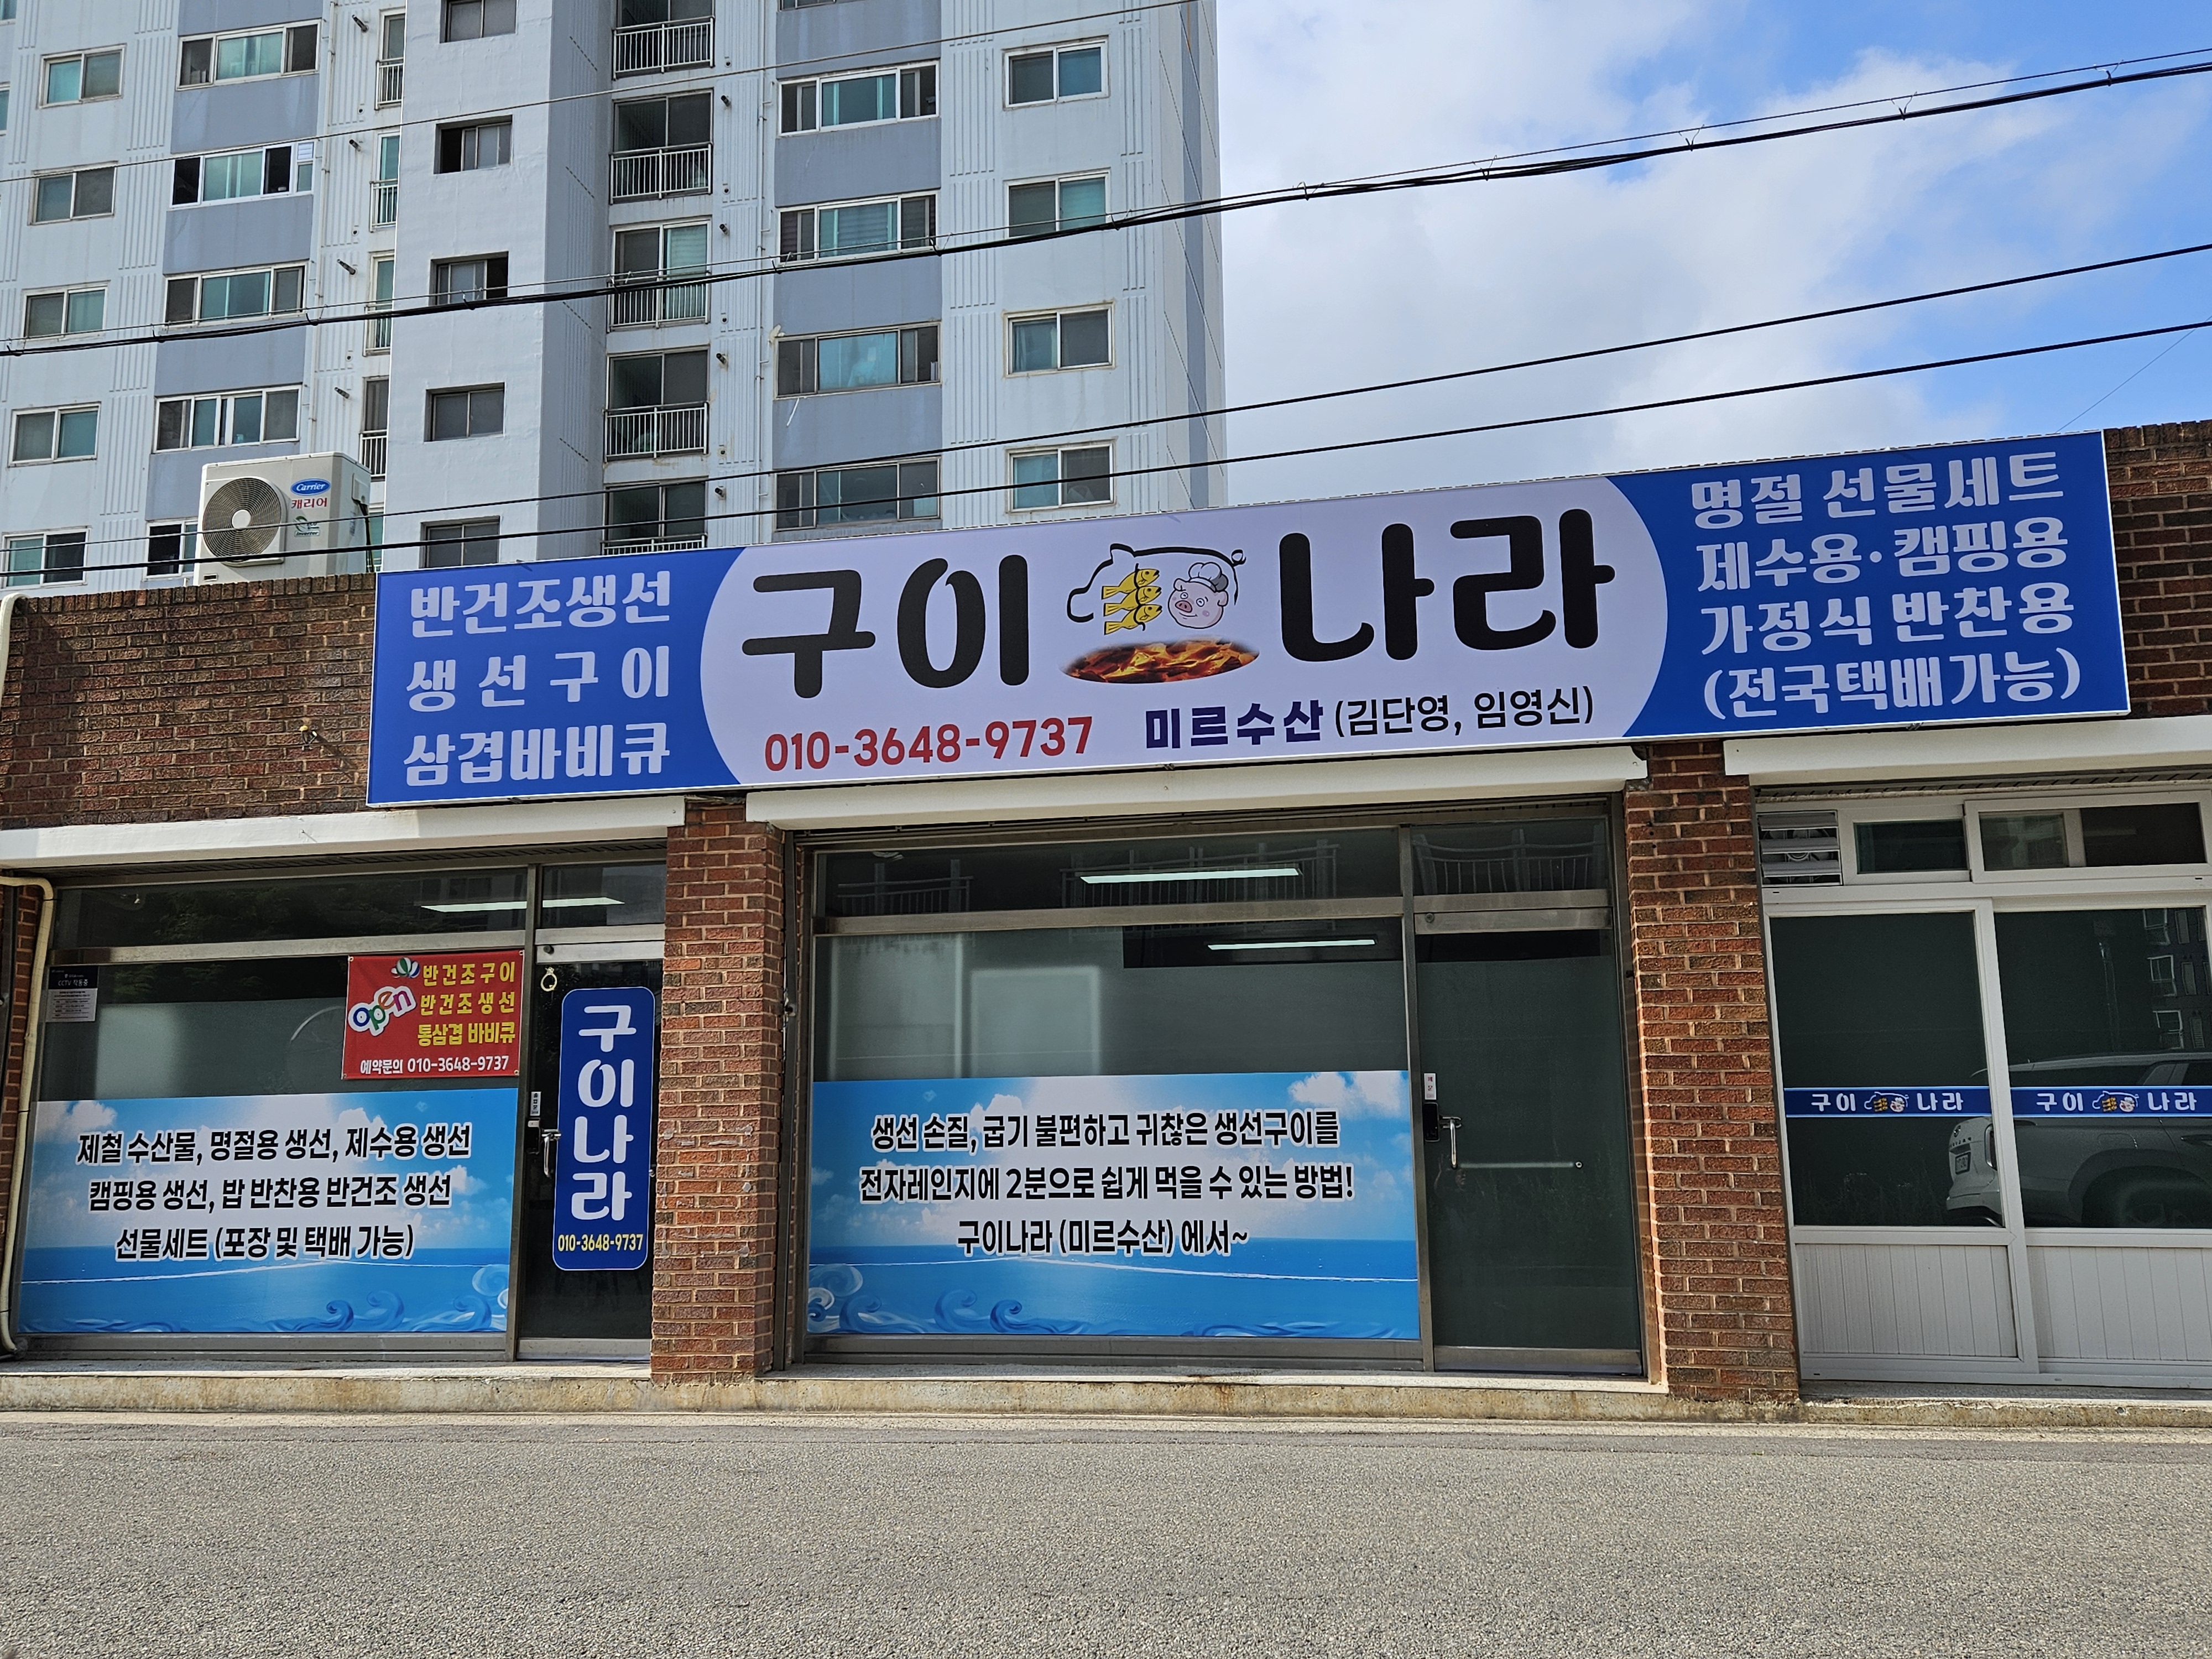 Carrier
캐리어
반건조생선
생선구이
삼겹바비큐
구이 나라
010-3648-9737 미르수산 (김단영, 임영신)
명절 선물세트
제수용·캠핑용
가정식 반찬용
(전국택배가능)
CCTV 작동중
open
반건조구이
반건조생선
통삼겹 바비큐
예약문의 010-3648-9737
구이나라
010-3648-9737
제철 수산물, 명절용 생선, 제수용 생선
캠핑용 생선, 밥 반찬용 반건조 생선
선물세트 (포장 및 택배 가능)
생선 손질, 굽기 불편하고 귀찮은 생선구이를
전자레인지에 2분으로 쉽게 먹을 수 있는 방법!
구이나라 (미르수산) 에서~
구이 나라
구이 나라